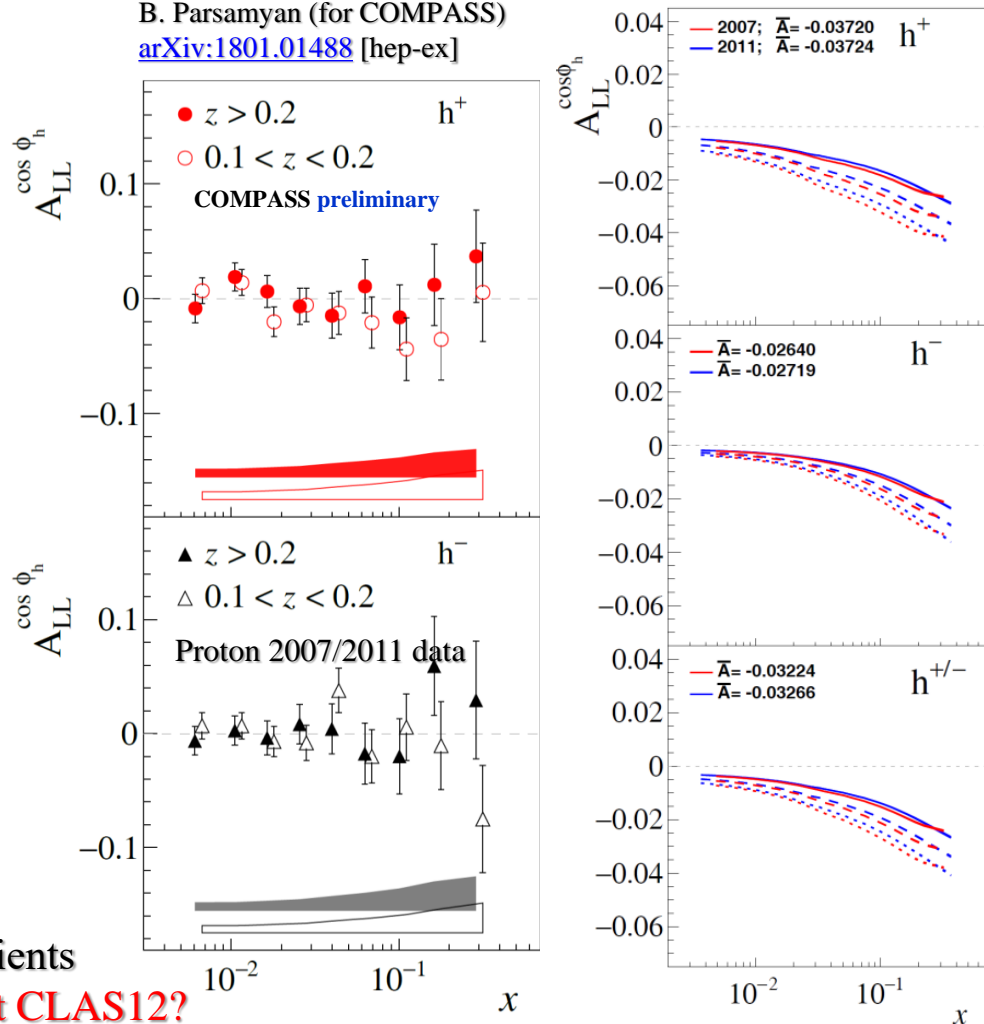 B. Parsamyan (for COMPASS)
arXiv:1801.01488 [hep-ex]
A_LL^{cos ϕ_h}
z > 0.2
h⁺
0.1 < z < 0.2
COMPASS preliminary
0.1
0
−0.1
A_LL^{cos ϕ_h}
z > 0.2
h⁻
0.1 < z < 0.2
Proton 2007/2011 data
0.1
0
−0.1
10⁻²
10⁻¹
x
ients
t CLAS12?
A_LL^{cosϕ_h}
2007; A̅= -0.03720
2011; A̅= -0.03724
h⁺
0.04
0.02
0
−0.02
−0.04
−0.06
A̅= -0.02640
A̅= -0.02719
h⁻
0.04
0.02
0
−0.02
−0.04
−0.06
A̅= -0.03224
A̅= -0.03266
h⁺/⁻
0.04
0.02
0
−0.02
−0.04
−0.06
10⁻²
10⁻¹
x